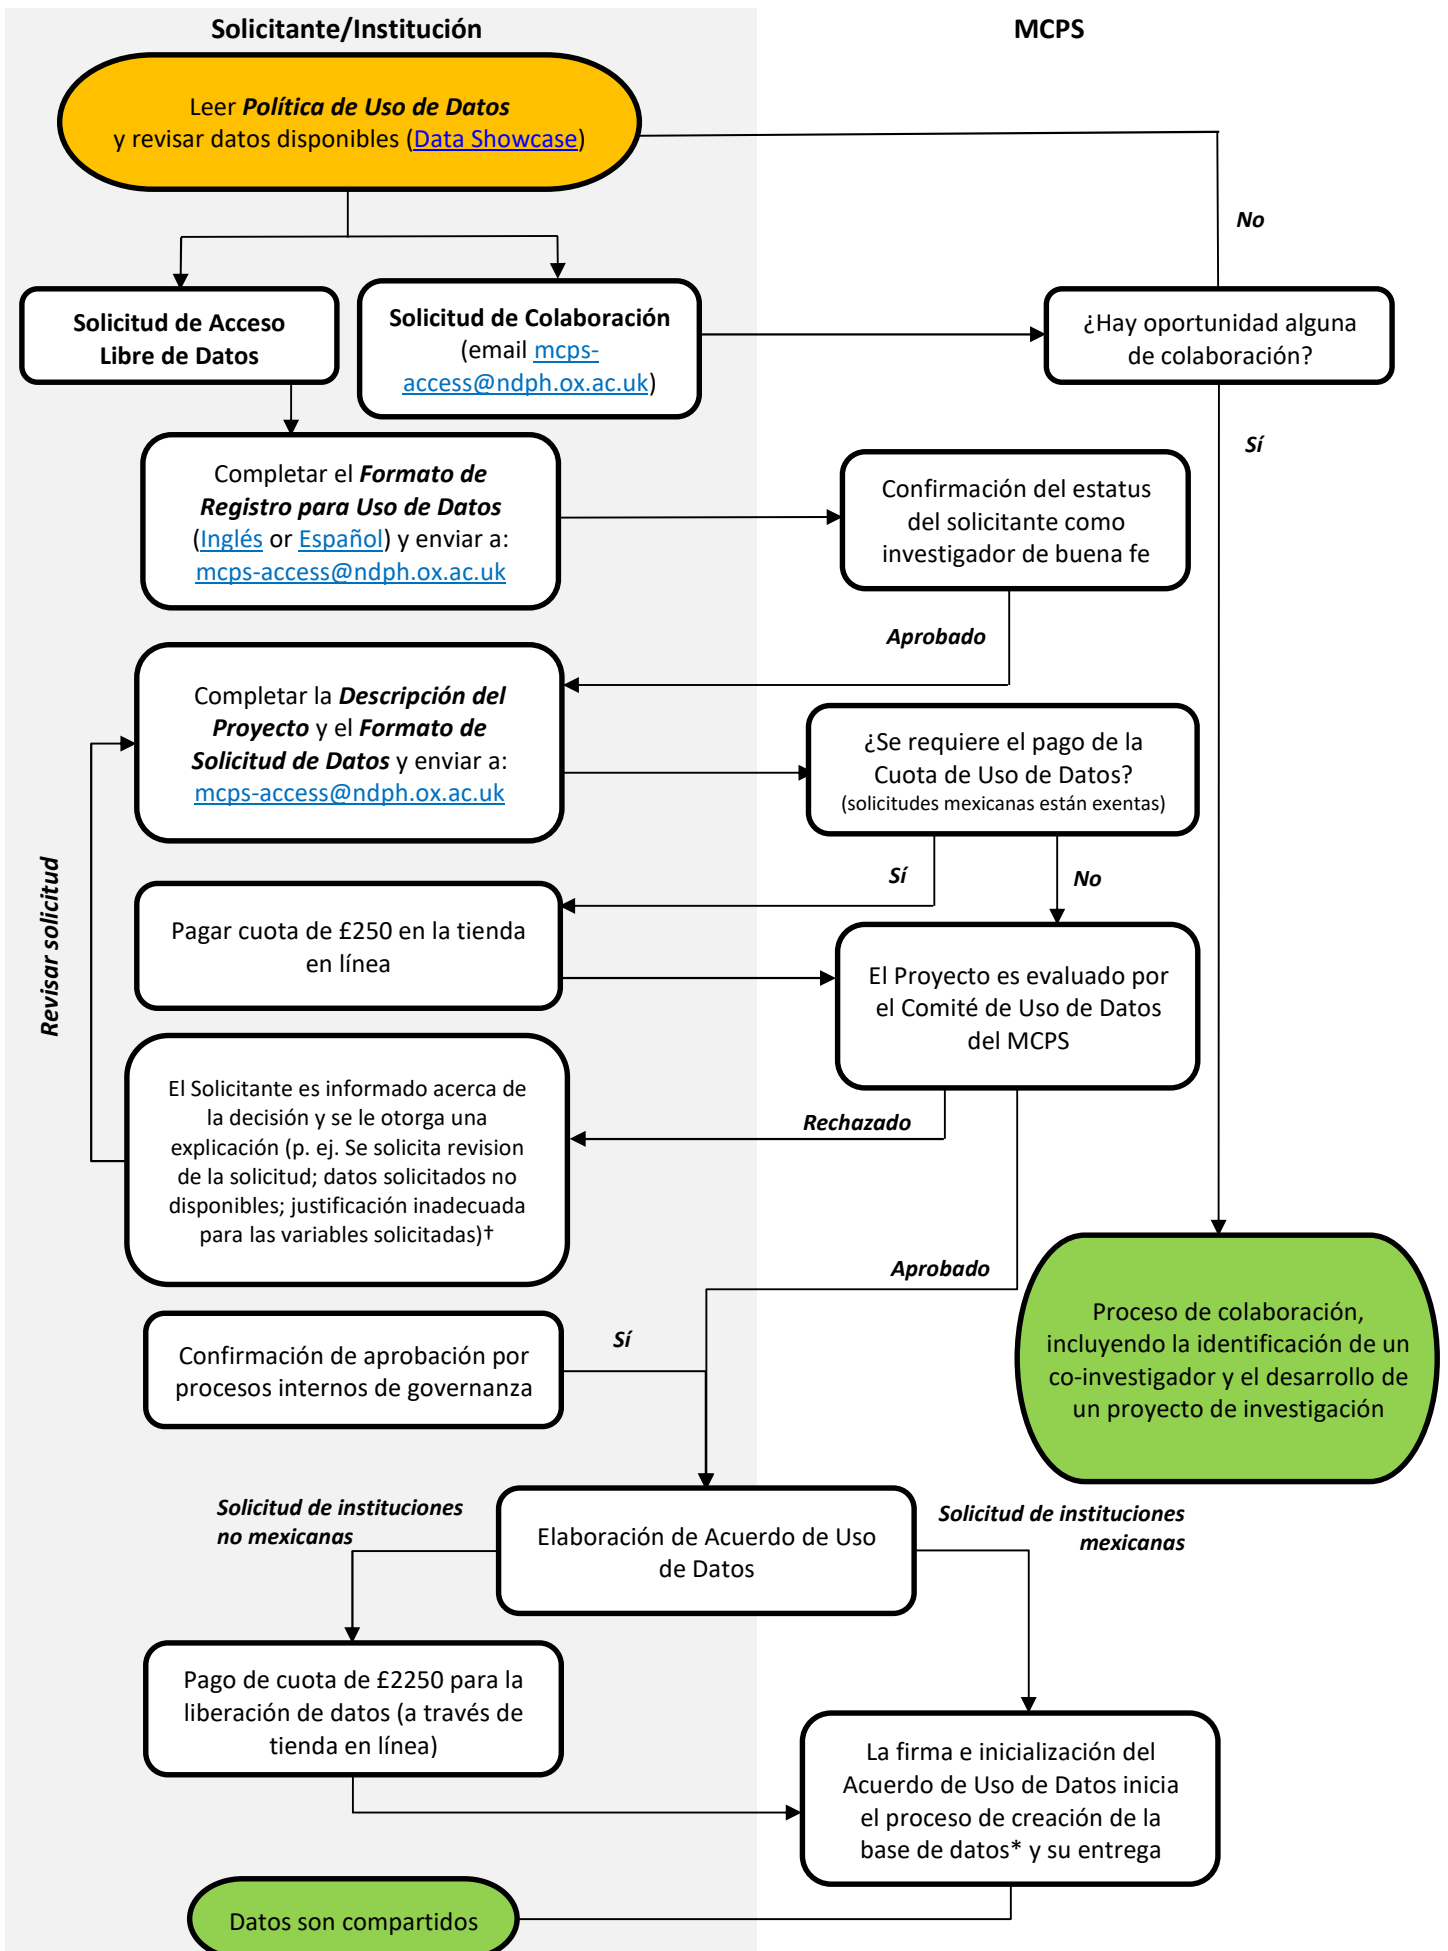 Solicitante/Institución
MCPS
Leer Política de Uso de Datos
y revisar datos disponibles (Data Showcase)
No
Solicitud de Acceso
Libre de Datos
Solicitud de Colaboración
(email mcps-
access@ndph.ox.ac.uk)
¿Hay oportunidad alguna
de colaboración?
Sí
Completar el Formato de
Registro para Uso de Datos
(Inglés or Español) y enviar a:
mcps-access@ndph.ox.ac.uk
Confirmación del estatus
del solicitante como
investigador de buena fe
Aprobado
Completar la Descripción del
Proyecto y el Formato de
Solicitud de Datos y enviar a:
mcps-access@ndph.ox.ac.uk
¿Se requiere el pago de la
Cuota de Uso de Datos?
(solicitudes mexicanas están exentas)
Sí
No
Revisar solicitud
Pagar cuota de £250 en la tienda
en línea
El Proyecto es evaluado por
el Comité de Uso de Datos
del MCPS
El Solicitante es informado acerca de
la decisión y se le otorga una
explicación (p. ej. Se solicita revision
de la solicitud; datos solicitados no
disponibles; justificación inadecuada
para las variables solicitadas)†
Rechazado
Aprobado
Confirmación de aprobación por
procesos internos de governanza
Sí
Proceso de colaboración,
incluyendo la identificación de un
co-investigador y el desarrollo de
un proyecto de investigación
Solicitud de instituciones
no mexicanas
Elaboración de Acuerdo de Uso
de Datos
Solicitud de instituciones
mexicanas
Pago de cuota de £2250 para la
liberación de datos (a través de
tienda en línea)
La firma e inicialización del
Acuerdo de Uso de Datos inicia
el proceso de creación de la
base de datos* y su entrega
Datos son compartidos